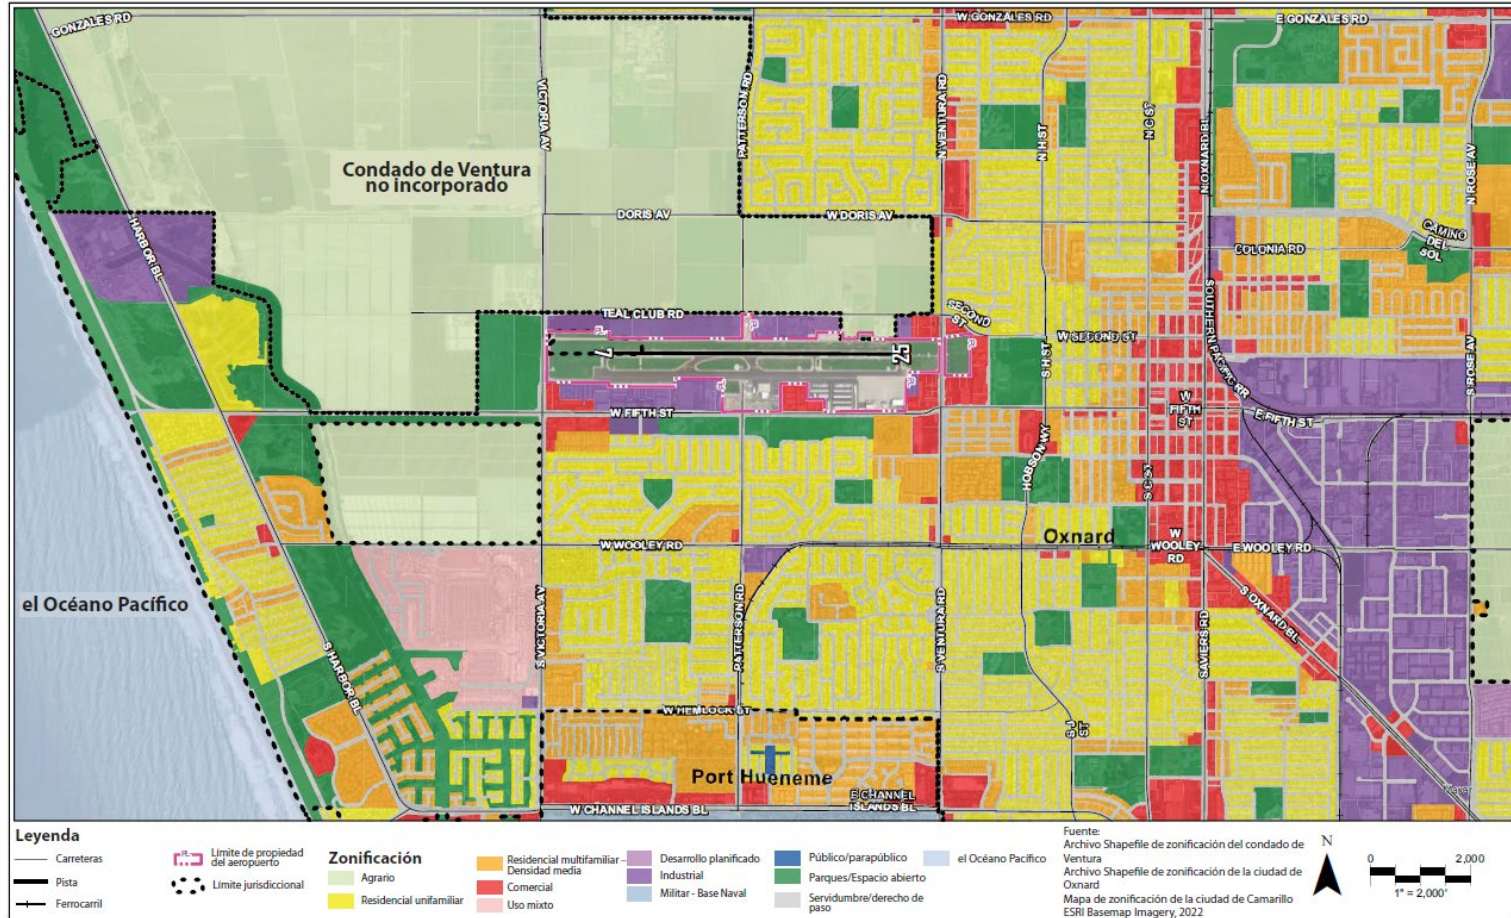 GONZALES RD
W GONZALES RD
E GONZALES RD
VICTORIA AV
PATTERSON RD
N VENTURA RD
N H ST
N C ST
N OXNARD BL
N ROSE AV
Condado de Ventura
no incorporado
HARBOR BL
DORIS AV
W DORIS AV
CAMINO
DEL
SOL
COLONIA RD
TEAL CLUB RD
SECOND
ST
W SECOND ST
SOUTHERN PACIFIC RR
7
25
S H ST
S ROSE AV
W FIFTH ST
W
FIFTH
ST
E FIFTH ST
HOBSON WY
S C ST
Oxnard
W WOOLEY RD
W
WOOLEY
RD
E WOOLEY RD
el Océano Pacífico
S HARBOR BL
S VICTORIA AV
PATTERSON RD
S VENTURA RD
SAVIERS RD
S OXNARD BL
W HEMLOCK ST
S J
ST
Port Hueneme
W CHANNEL ISLANDS BL
E CHANNEL
ISLANDS BL
Leyenda
Carreteras
Pista
Ferrocarril
Límite de propiedad
del aeropuerto
Límite jurisdiccional
Zonificación
Agrario
Residencial unifamiliar
Residencial multifamiliar –
Densidad media
Comercial
Uso mixto
Desarrollo planificado
Industrial
Militar - Base Naval
Público/parapúblico
Parques/Espacio abierto
Servidumbre/derecho de
paso
el Océano Pacífico
Fuente:
Archivo Shapefile de zonificación del condado de
Ventura
Archivo Shapefile de zonificación de la ciudad de
Oxnard
Mapa de zonificación de la ciudad de Camarillo
ESRI Basemap Imagery, 2022
N
0 2,000
1" = 2,000'